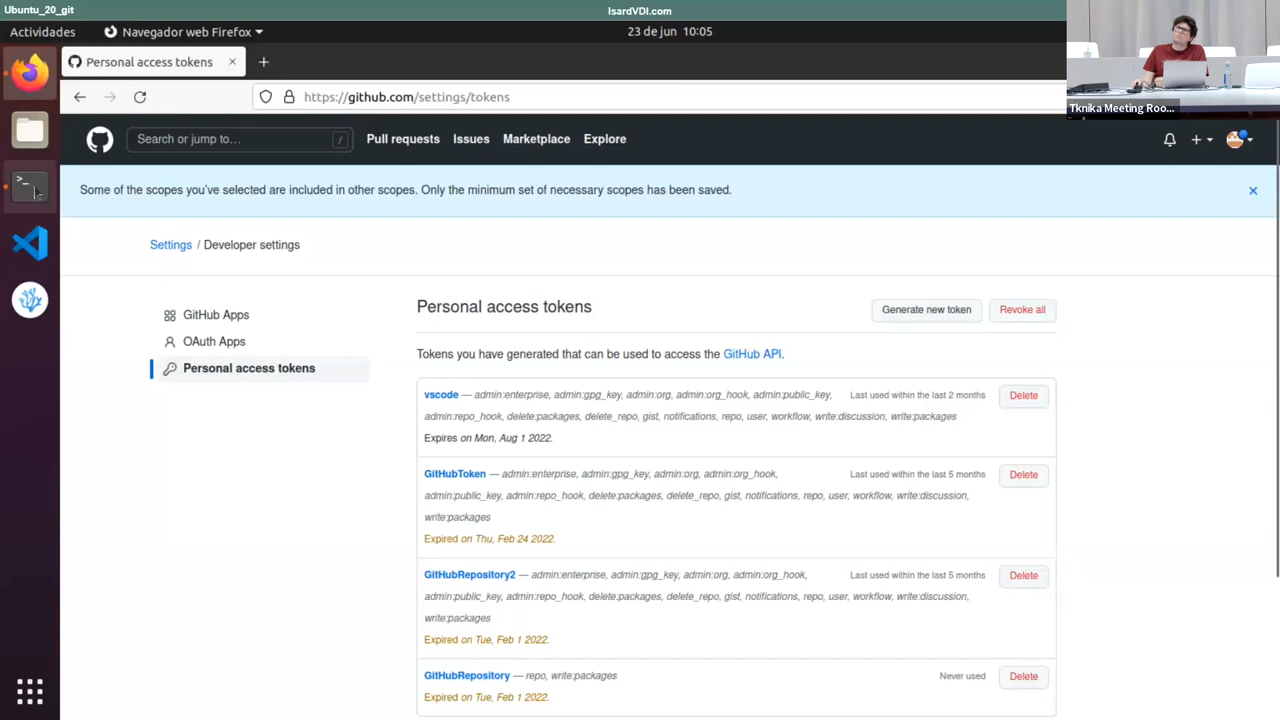 Ubuntu_20_git
IsardVDI.com
Actividades
Navegador web Firefox
23 de jun 10:05
Personal access tokens
https://github.com/settings/tokens
Tknika Meeting Roo...
Search or jump to...
/
Pull requests
Issues
Marketplace
Explore
Some of the scopes you've selected are included in other scopes. Only the minimum set of necessary scopes has been saved.
Settings / Developer settings
GitHub Apps
OAuth Apps
Personal access tokens
Personal access tokens
Generate new token
Revoke all
Tokens you have generated that can be used to access the GitHub API.
vscode — admin:enterprise, admin:gpg_key, admin:org, admin:org_hook, admin:public_key,
admin:repo_hook, delete:packages, delete_repo, gist, notifications, repo, user, workflow, write:discussion, write:packages
Expires on Mon, Aug 1 2022.
Last used within the last 2 months
Delete
GitHubToken — admin:enterprise, admin:gpg_key, admin:org, admin:org_hook,
admin:public_key, admin:repo_hook, delete:packages, delete_repo, gist, notifications, repo, user, workflow, write:discussion,
write:packages
Expired on Thu, Feb 24 2022.
Last used within the last 5 months
Delete
GitHubRepository2 — admin:enterprise, admin:gpg_key, admin:org, admin:org_hook,
admin:public_key, admin:repo_hook, delete:packages, delete_repo, gist, notifications, repo, user, workflow, write:discussion,
write:packages
Expired on Tue, Feb 1 2022.
Last used within the last 5 months
Delete
GitHubRepository — repo, write:packages
Expired on Tue, Feb 1 2022.
Never used
Delete